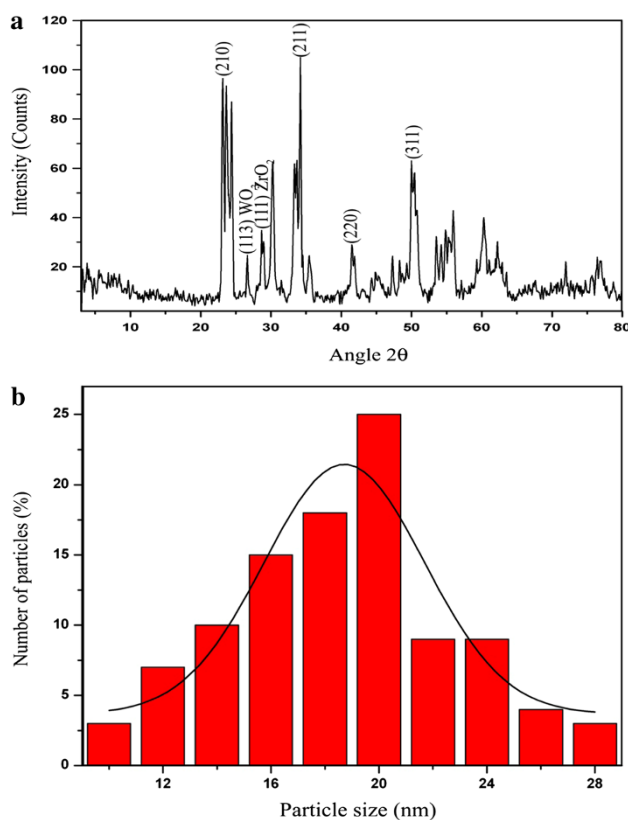 a
120
100
80
60
40
20
Intensity (Counts)
(210)
(113) WO3
(111) ZrO2
(211)
(220)
(311)
10 20 30 40 50 60 70 80
Angle 2θ
b
25
20
15
10
5
0
Number of particles (%)
12 16 20 24 28
Particle size (nm)